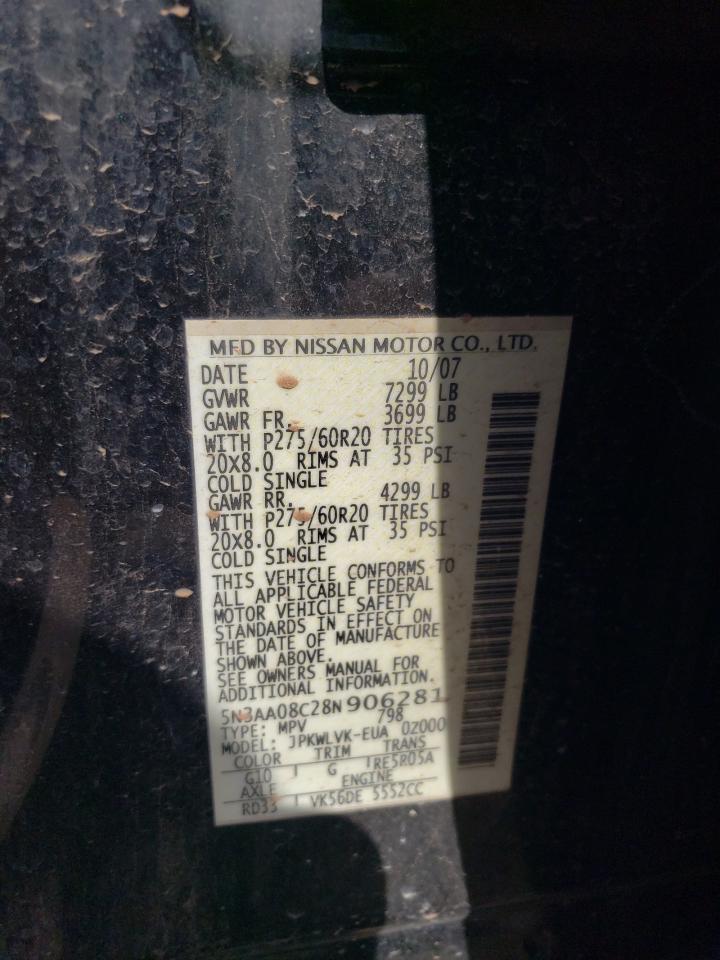 MFD BY NISSAN MOTOR CO., LTD.
DATE 10/07
GVWR 7299 LB
GAWR FR. 3699 LB
WITH P275/60R20 TIRES
20X8.0 RIMS AT 35 PSI
COLD SINGLE
GAWR RR. 4299 LB
WITH P275/60R20 TIRES
20X8.0 RIMS AT 35 PSI
COLD SINGLE
THIS VEHICLE CONFORMS TO
ALL APPLICABLE FEDERAL
MOTOR VEHICLE SAFETY
STANDARDS IN EFFECT ON
THE DATE OF MANUFACTURE
SHOWN ABOVE.
SEE OWNERS MANUAL FOR
ADDITIONAL INFORMATION.
5N3AA08C28N906281
TYPE: MPV 798
MODEL: JPKWLVK-EUA 02000
COLOR TRIM TRANS
G10 G RE5R05A
AXLE ENGINE
RD33 VK56DE 5552CC